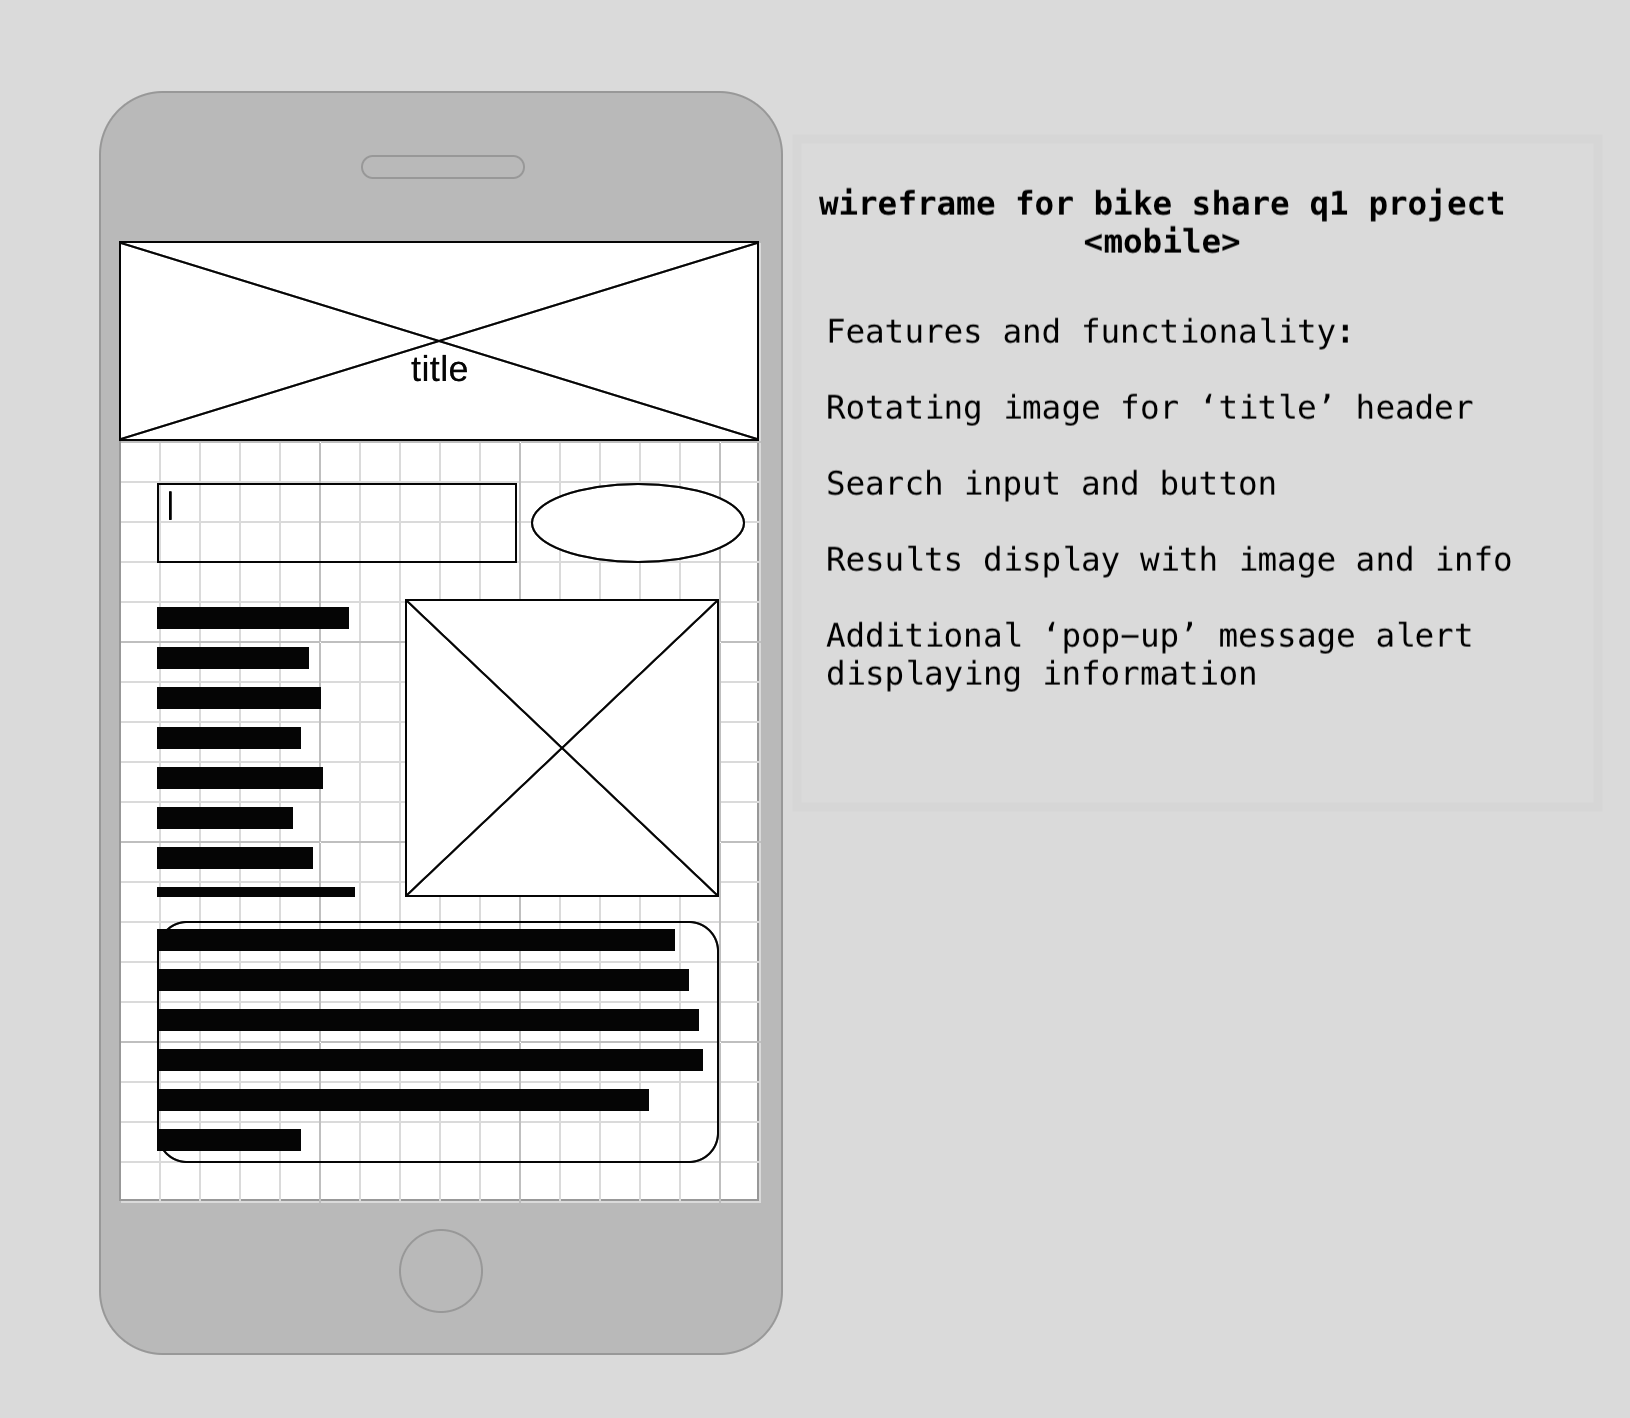 title
wireframe for bike share q1 project
<mobile>
Features and functionality:
Rotating image for ‘title’ header
Search input and button
Results display with image and info
Additional ‘pop–up’ message alert
displaying information